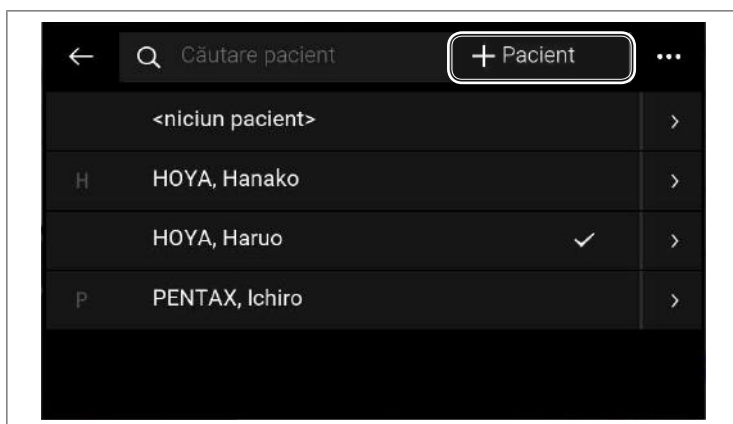 Căutare pacient + Pacient ...
<niciun pacient>
H HOYA, Hanako
HOYA, Haruo
P PENTAX, Ichiro